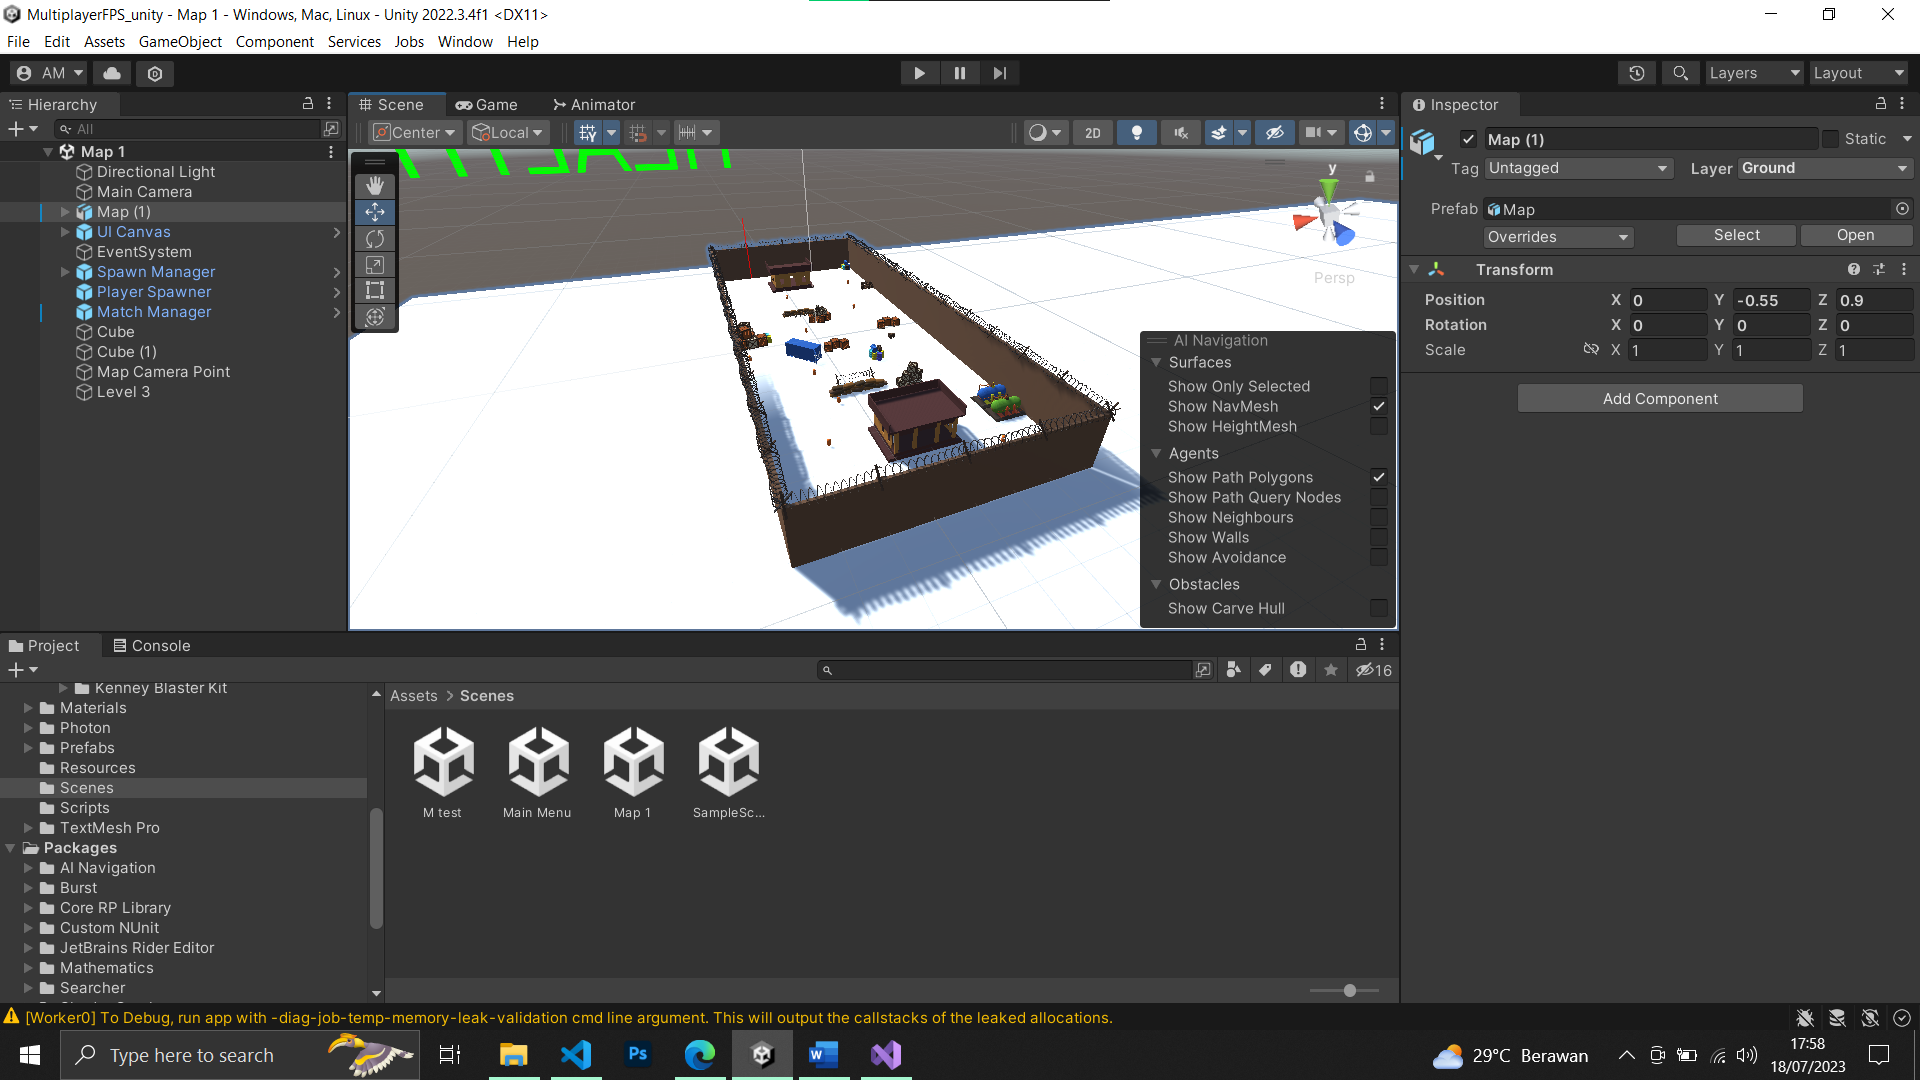 MultiplayerFPS_unity - Map 1 - Windows, Mac, Linux - Unity 2022.3.4f1 <DX11>
File Edit Assets GameObject Component Services Jobs Window Help
AM
Layers
Layout
Hierarchy
All
Map 1
Directional Light
Main Camera
Map (1)
UI Canvas
EventSystem
Spawn Manager
Player Spawner
Match Manager
Cube
Cube (1)
Map Camera Point
Level 3
Scene Game Animator
Center Local 2D
y
Persp
AI Navigation
Surfaces
Show Only Selected
Show NavMesh
Show HeightMesh
Agents
Show Path Polygons
Show Path Query Nodes
Show Neighbours
Show Walls
Show Avoidance
Obstacles
Show Carve Hull
Inspector
Map (1) Static
Tag Untagged Layer Ground
Prefab Map
Overrides Select Open
Transform
Position X 0 Y -0.55 Z 0.9
Rotation X 0 Y 0 Z 0
Scale X 1 Y 1 Z 1
Add Component
Project Console
16
Kenney Blaster Kit
Materials
Photon
Prefabs
Resources
Scenes
Scripts
TextMesh Pro
Packages
AI Navigation
Burst
Core RP Library
Custom NUnit
JetBrains Rider Editor
Mathematics
Searcher
Assets > Scenes
M test Main Menu Map 1 SampleSc...
[Worker0] To Debug, run app with -diag-job-temp-memory-leak-validation cmd line argument. This will output the callstacks of the leaked allocations.
Type here to search
Ps
29°C Berawan
17:58
18/07/2023